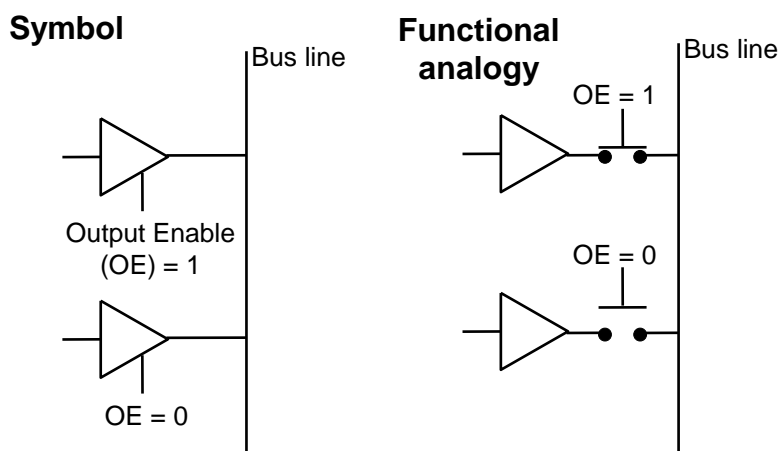 Symbol
Bus line
Output Enable
(OE) = 1
OE = 0
Functional
analogy
Bus line
OE = 1
OE = 0